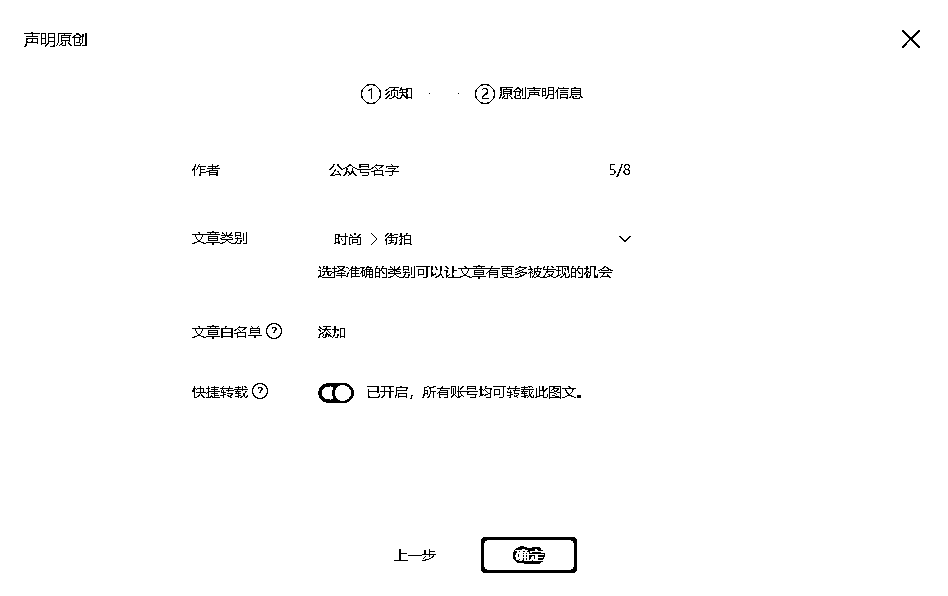 声明原创
1 须知 · · 2 原创声明信息
作者 公众号名字 5/8
文章类别 时尚 > 街拍
选择准确的类别可以让文章有更多被发现的机会
文章白名单 ? 添加
快捷转载 ? 已开启，所有账号均可转载此图文。
上一步 确定